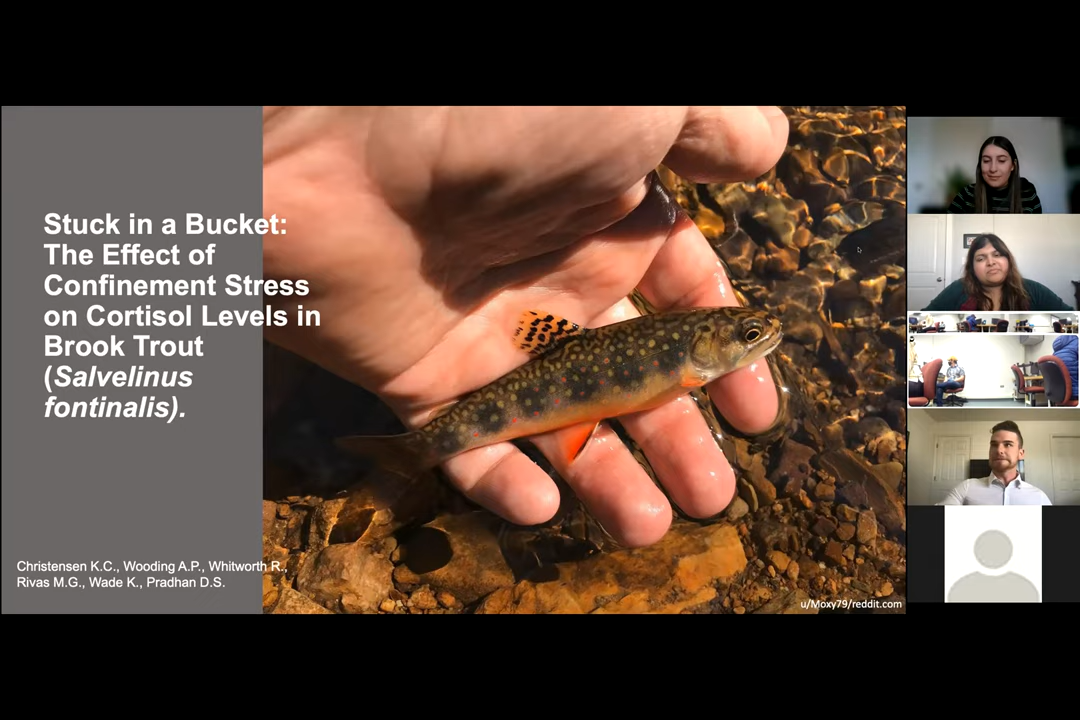 Stuck in a Bucket:
The Effect of
Confinement Stress
on Cortisol Levels in
Brook Trout
(Salvelinus
fontinalis).
Christensen K.C., Wooding A.P., Whitworth R.,
Rivas M.G., Wade K., Pradhan D.S.
u/Moxy79/reddit.com